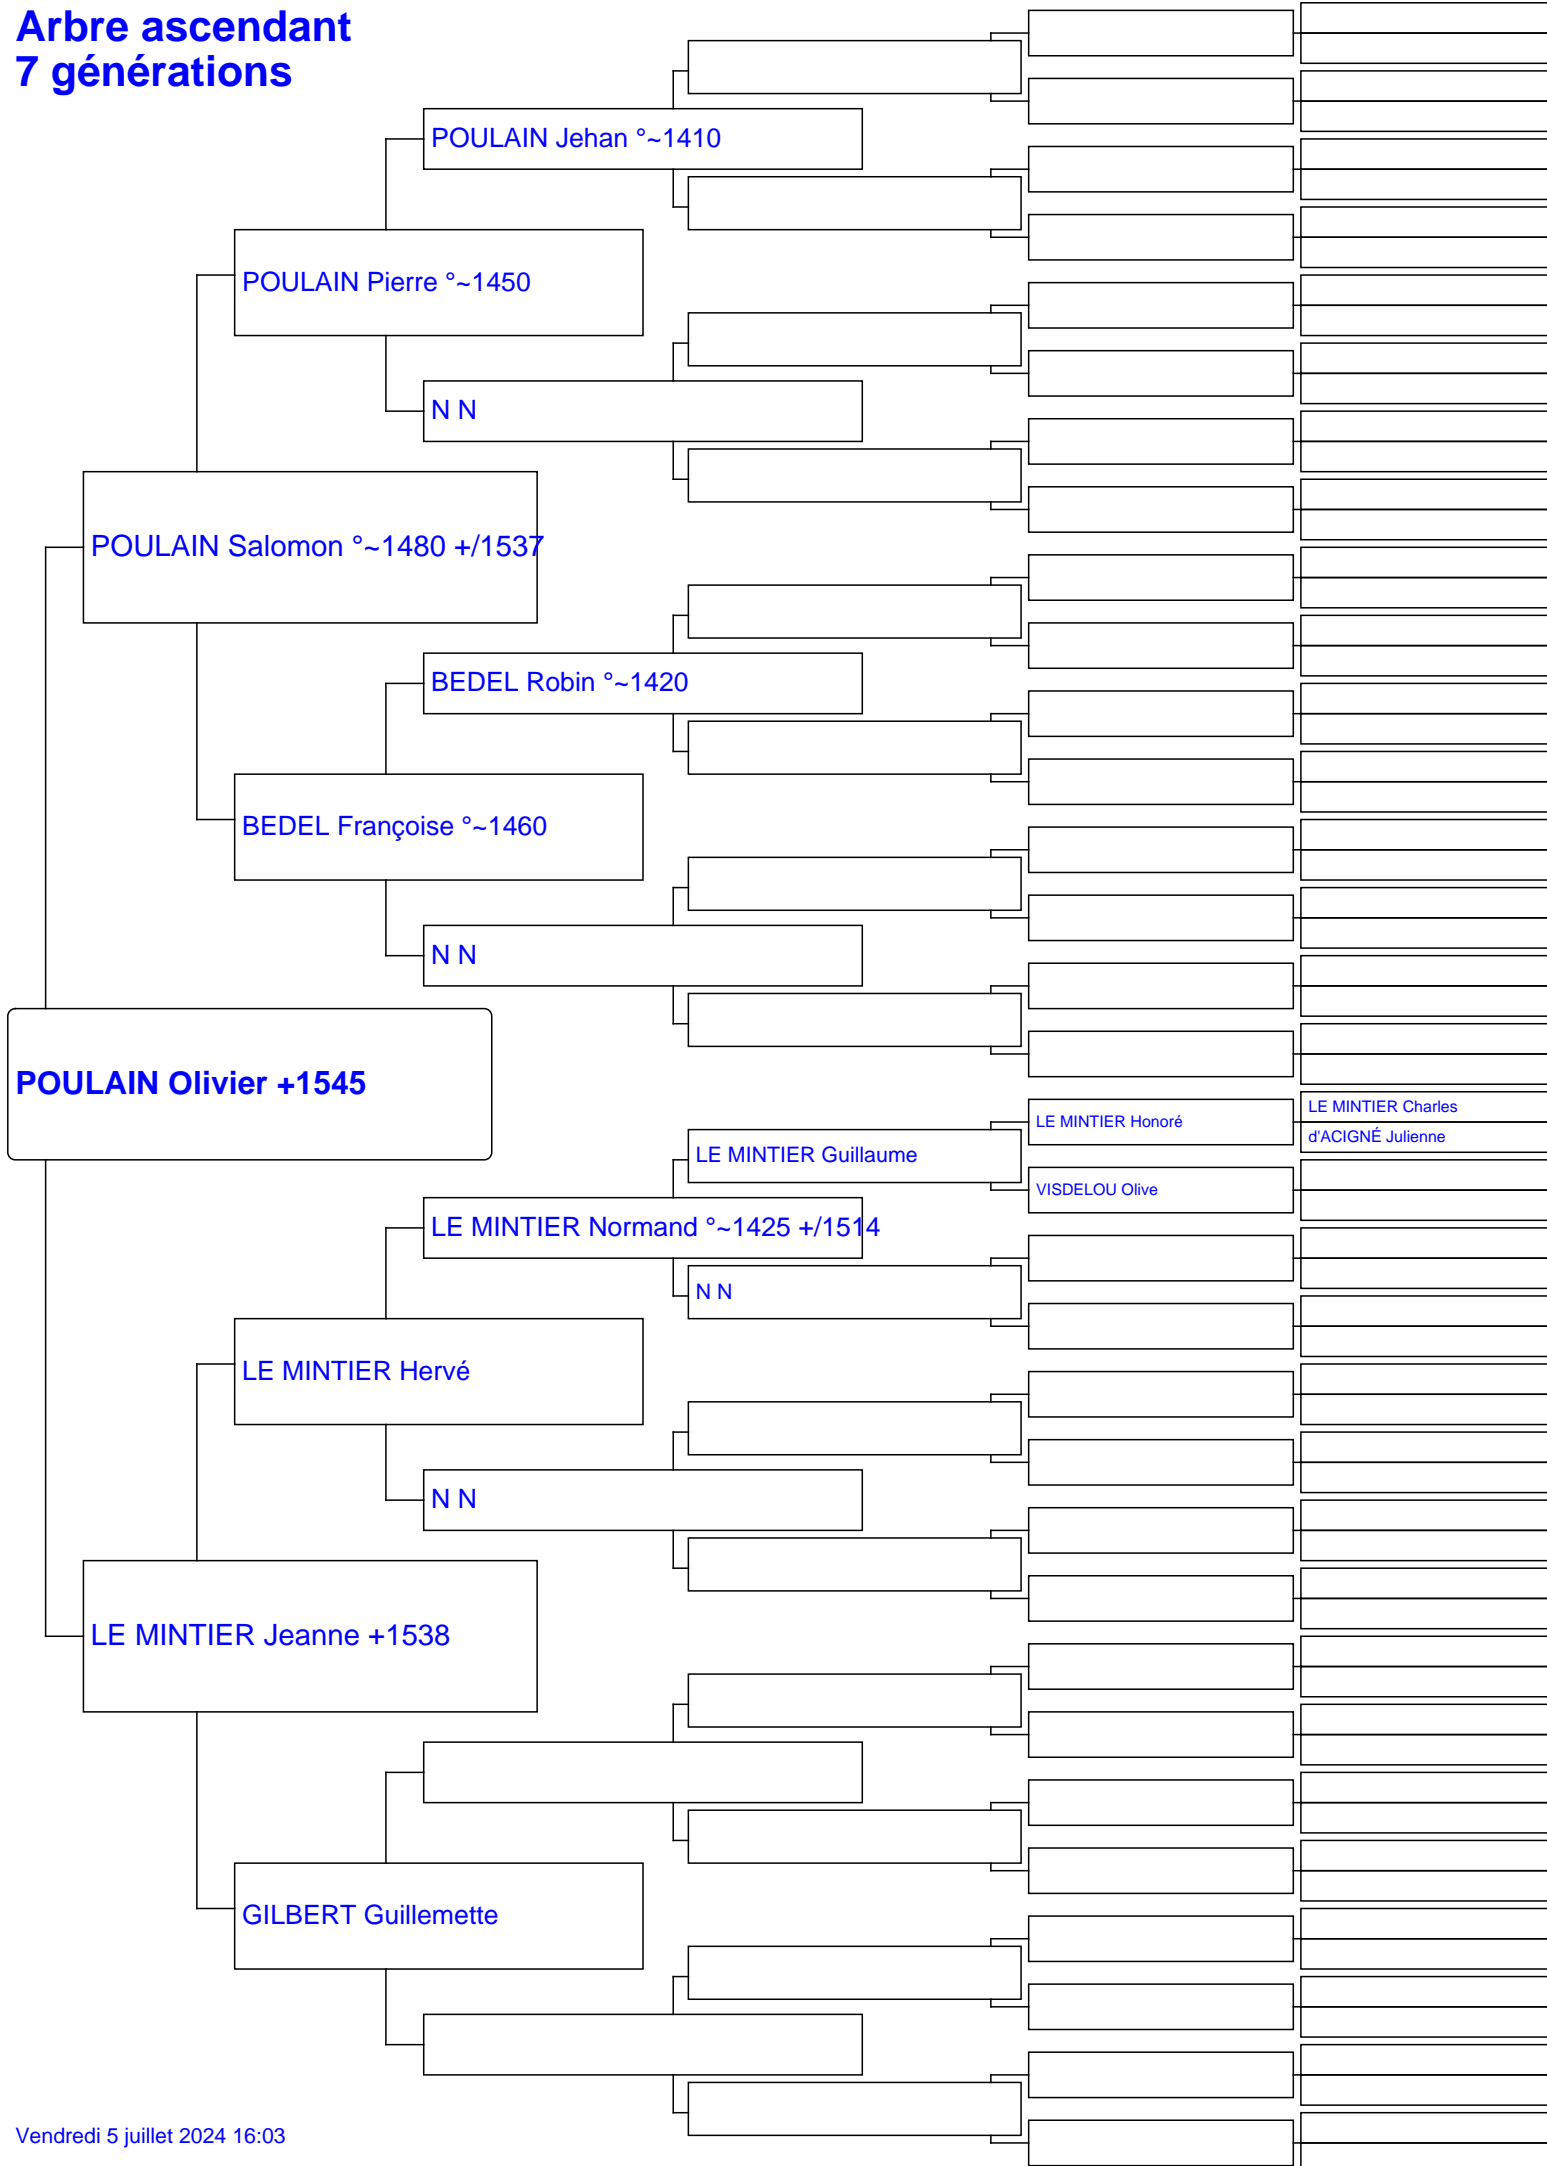 Arbre ascendant
7 générations
POULAIN Jehan °~1410
POULAIN Pierre °~1450
N N
POULAIN Salomon °~1480 +/1537
BEDEL Robin °~1420
BEDEL Françoise °~1460
N N
POULAIN Olivier +1545
LE MINTIER Charles
LE MINTIER Honoré
d'ACIGNÉ Julienne
LE MINTIER Guillaume
VISDELOU Olive
LE MINTIER Normand °~1425 +/1514
N N
LE MINTIER Hervé
N N
LE MINTIER Jeanne +1538
GILBERT Guillemette
Vendredi 5 juillet 2024 16:03